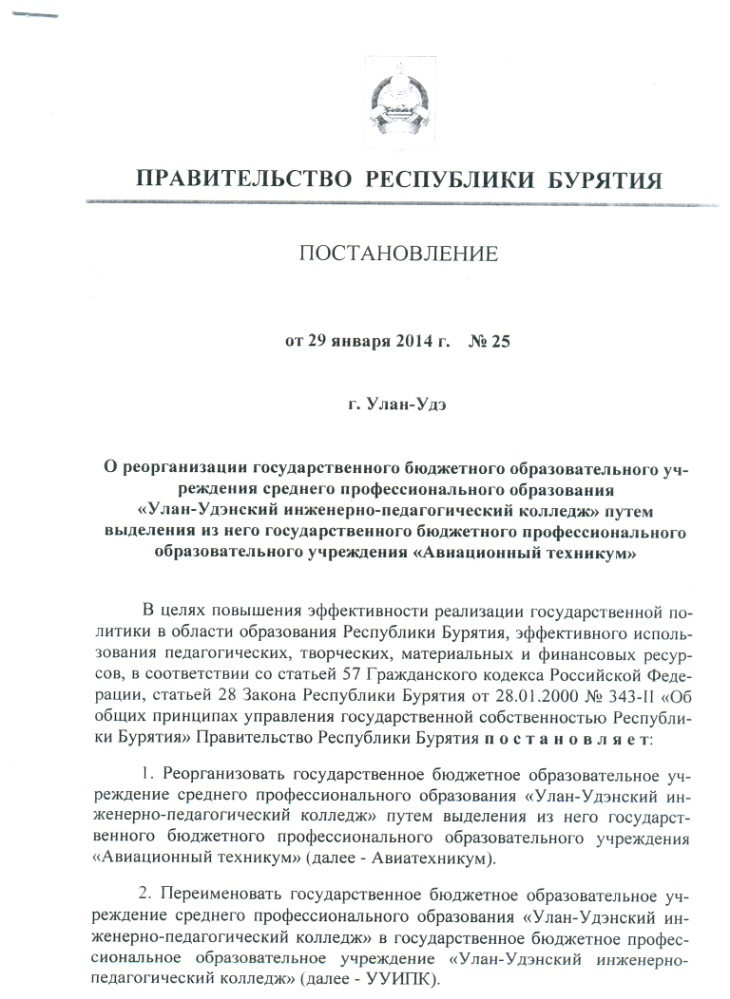 ПРАВИТЕЛЬСТВО РЕСПУБЛИКИ БУРЯТИЯ
ПОСТАНОВЛЕНИЕ
от 29 января 2014 г. № 25
г. Улан-Удэ
О реорганизации государственного бюджетного образовательного уч-
реждения среднего профессионального образования
«Улан-Удэнский инженерно-педагогический колледж» путем
выделения из него государственного бюджетного профессионального
образовательного учреждения «Авиационный техникум»
В целях повышения эффективности реализации государственной по-
литики в области образования Республики Бурятия, эффективного исполь-
зования педагогических, творческих, материальных и финансовых ресур-
сов, в соответствии со статьей 57 Гражданского кодекса Российской Феде-
рации, статьей 28 Закона Республики Бурятия от 28.01.2000 № 343-II «Об
общих принципах управления государственной собственностью Республи-
ки Бурятия» Правительство Республики Бурятия п о с т а н о в л я е т:
1. Реорганизовать государственное бюджетное образовательное уч-
реждение среднего профессионального образования «Улан-Удэнский ин-
женерно-педагогический колледж» путем выделения из него государст-
венного бюджетного профессионального образовательного учреждения
«Авиационный техникум» (далее - Авиатехникум).
2. Переименовать государственное бюджетное образовательное уч-
реждение среднего профессионального образования «Улан-Удэнский ин-
женерно-педагогический колледж» в государственное бюджетное профес-
сиональное образовательное учреждение «Улан-Удэнский инженерно-
педагогический колледж» (далее - УУИПК).